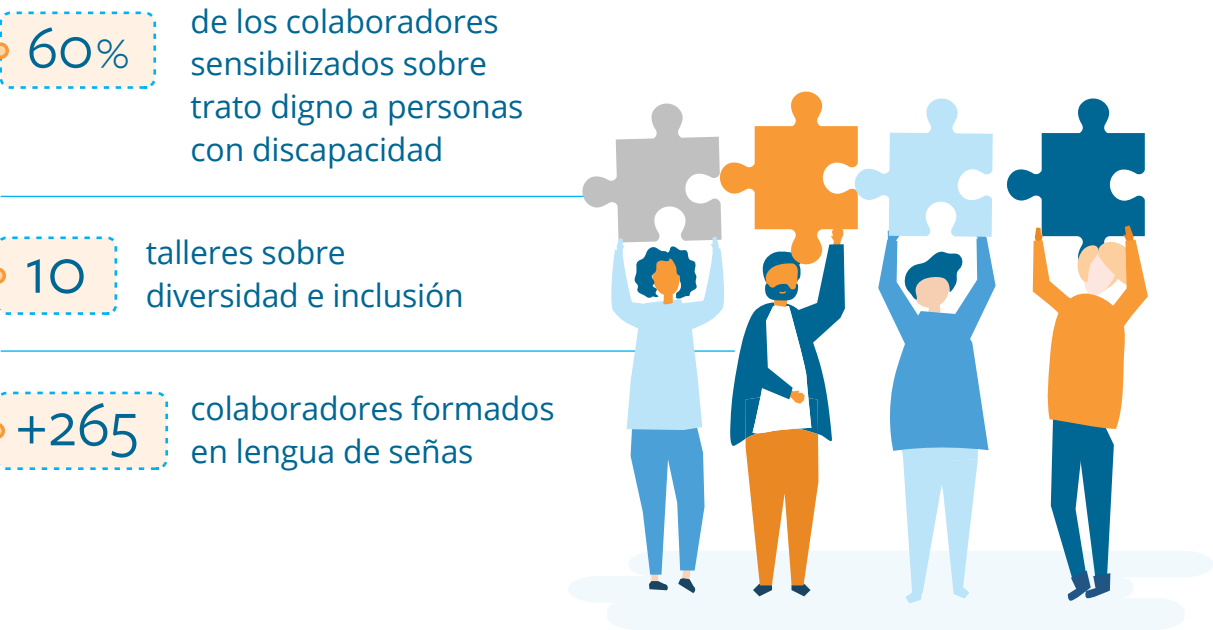 60%
de los colaboradores
sensibilizados sobre
trato digno a personas
con discapacidad
10
talleres sobre
diversidad e inclusión
+265
colaboradores formados
en lengua de señas